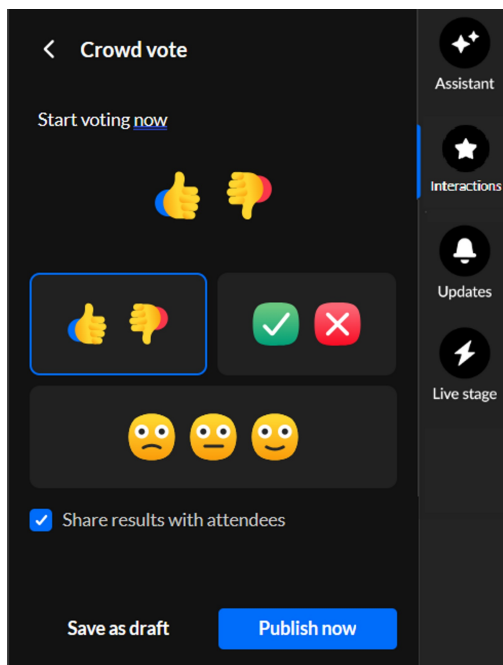 Crowd vote
Start voting now
Share results with attendees
Save as draft
Publish now
Assistant
Interactions
Updates
Live stage